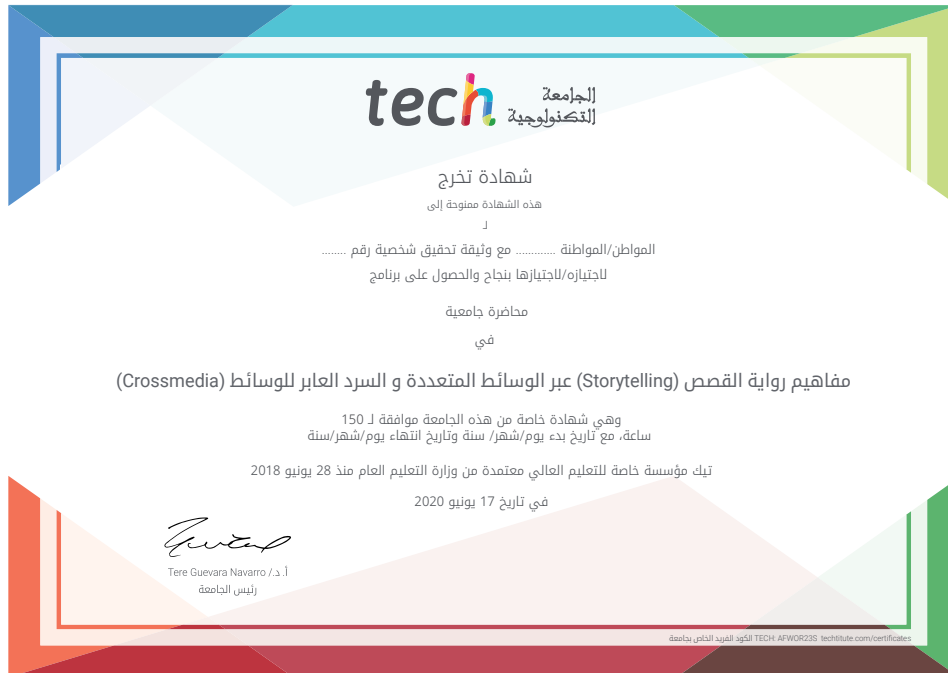 tech الجامعة
التكنولوجية
شهادة تخرج
هذه الشهادة ممنوحة إلى
لـ
المواطن/المواطنة ............ مع وثيقة تحقيق شخصية رقم ........
لاجتيازه/لاجتيازها بنجاح والحصول على برنامج
محاضرة جامعية
في
مفاهيم رواية القصص (Storytelling) عبر الوسائط المتعددة و السرد العابر للوسائط (Crossmedia)
وهي شهادة خاصة من هذه الجامعة موافقة لـ 150
ساعة، مع تاريخ بدء يوم/شهر/ سنة وتاريخ انتهاء يوم/شهر/سنة
تيك مؤسسة خاصة للتعليم العالي معتمدة من وزارة التعليم العام منذ 28 يونيو 2018
في تاريخ 17 يونيو 2020
أ. د./ Tere Guevara Navarro
رئيس الجامعة
الكود الفريد الخاص بجامعة TECH: AFWOR23S techtitute.com/certificates